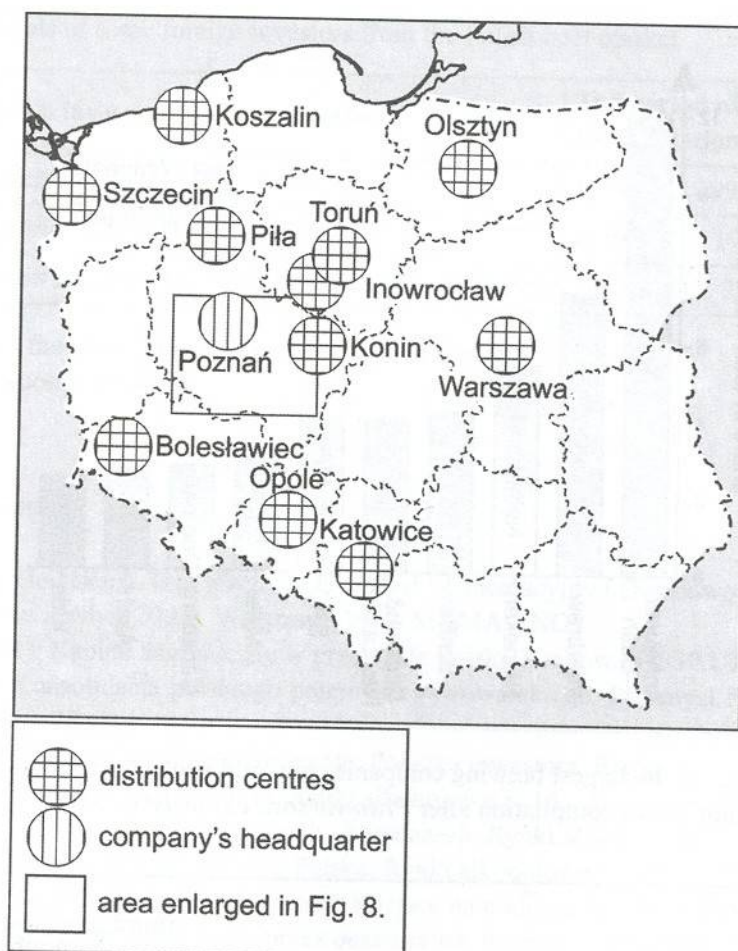 Koszalin
Olsztyn
Szczecin
Piła
Toruń
Inowrocław
Poznań
Konin
Warszawa
Bolesławiec
Opole
Katowice
distribution centres
company's headquarter
area enlarged in Fig. 8.